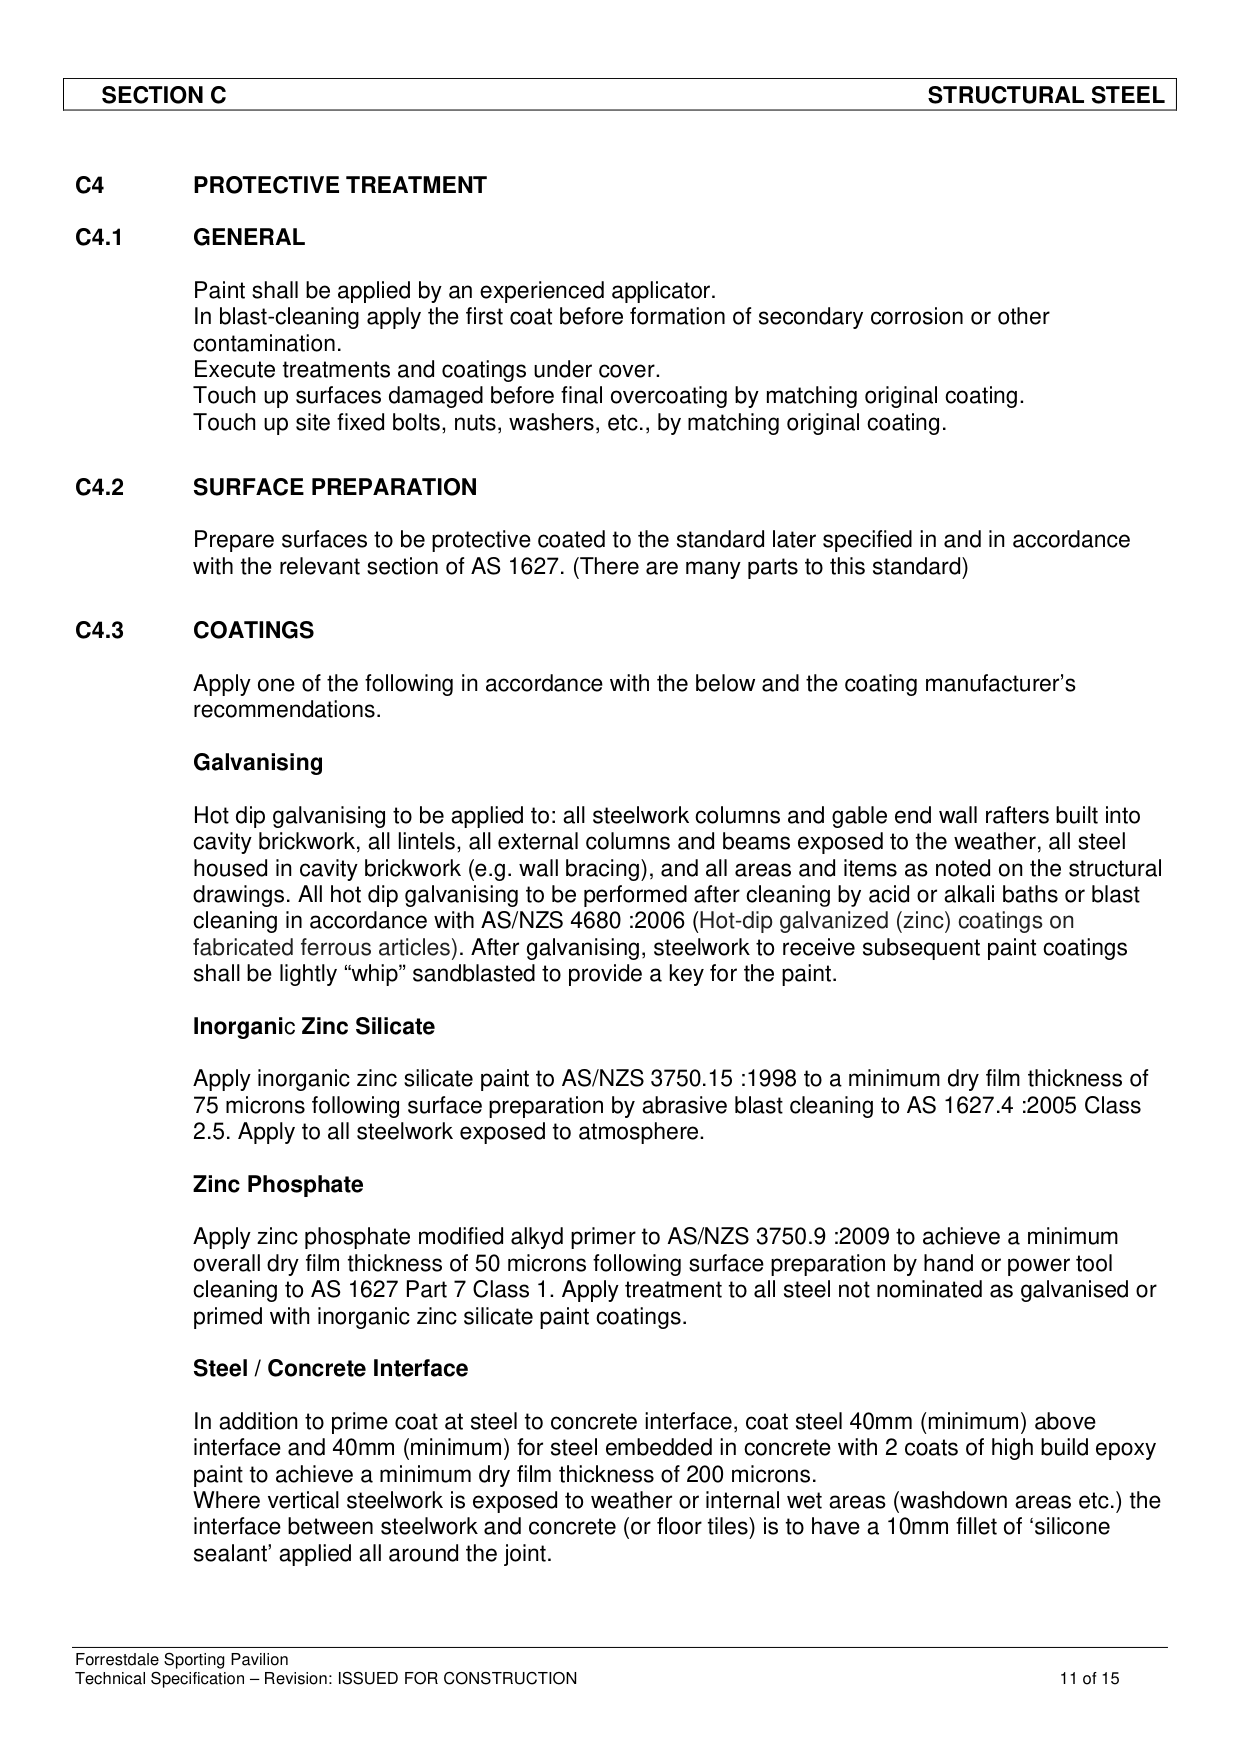 SECTION C STRUCTURAL STEEL
C4 PROTECTIVE TREATMENT
C4.1 GENERAL
Paint shall be applied by an experienced applicator.
In blast-cleaning apply the first coat before formation of secondary corrosion or other
contamination.
Execute treatments and coatings under cover.
Touch up surfaces damaged before final overcoating by matching original coating.
Touch up site fixed bolts, nuts, washers, etc., by matching original coating.
C4.2 SURFACE PREPARATION
Prepare surfaces to be protective coated to the standard later specified in and in accordance
with the relevant section of AS 1627. (There are many parts to this standard)
C4.3 COATINGS
Apply one of the following in accordance with the below and the coating manufacturer’s
recommendations.
Galvanising
Hot dip galvanising to be applied to: all steelwork columns and gable end wall rafters built into
cavity brickwork, all lintels, all external columns and beams exposed to the weather, all steel
housed in cavity brickwork (e.g. wall bracing), and all areas and items as noted on the structural
drawings. All hot dip galvanising to be performed after cleaning by acid or alkali baths or blast
cleaning in accordance with AS/NZS 4680 :2006 (Hot-dip galvanized (zinc) coatings on
fabricated ferrous articles). After galvanising, steelwork to receive subsequent paint coatings
shall be lightly “whip” sandblasted to provide a key for the paint.
Inorganic Zinc Silicate
Apply inorganic zinc silicate paint to AS/NZS 3750.15 :1998 to a minimum dry film thickness of
75 microns following surface preparation by abrasive blast cleaning to AS 1627.4 :2005 Class
2.5. Apply to all steelwork exposed to atmosphere.
Zinc Phosphate
Apply zinc phosphate modified alkyd primer to AS/NZS 3750.9 :2009 to achieve a minimum
overall dry film thickness of 50 microns following surface preparation by hand or power tool
cleaning to AS 1627 Part 7 Class 1. Apply treatment to all steel not nominated as galvanised or
primed with inorganic zinc silicate paint coatings.
Steel / Concrete Interface
In addition to prime coat at steel to concrete interface, coat steel 40mm (minimum) above
interface and 40mm (minimum) for steel embedded in concrete with 2 coats of high build epoxy
paint to achieve a minimum dry film thickness of 200 microns.
Where vertical steelwork is exposed to weather or internal wet areas (washdown areas etc.) the
interface between steelwork and concrete (or floor tiles) is to have a 10mm fillet of ‘silicone
sealant’ applied all around the joint.
Forrestdale Sporting Pavilion
Technical Specification – Revision: ISSUED FOR CONSTRUCTION 11 of 15